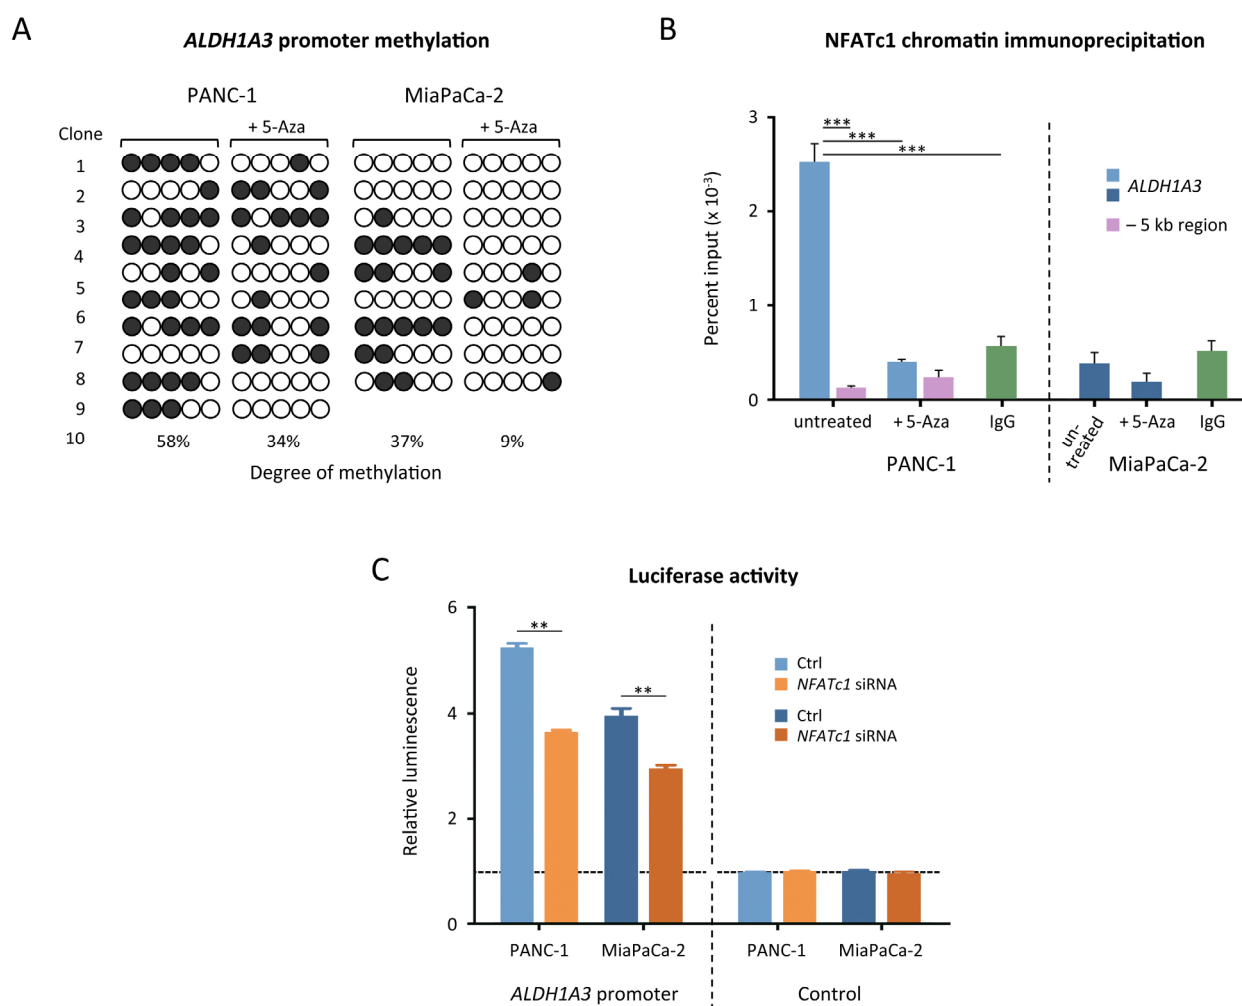 A
ALDH1A3 promoter methylation
PANC-1
MiaPaCa-2
Clone
+ 5-Aza
+ 5-Aza
1
2
3
4
5
6
7
8
9
10
58%
34%
37%
9%
Degree of methylation
B
NFATc1 chromatin immunoprecipitation
Percent input (x 10-3)
3
2
1
0
***
***
***
ALDH1A3
– 5 kb region
untreated
+ 5-Aza
IgG
un-
treated
+ 5-Aza
IgG
PANC-1
MiaPaCa-2
C
Luciferase activity
Relative luminescence
6
4
2
0
**
**
Ctrl
NFATc1 siRNA
Ctrl
NFATc1 siRNA
PANC-1
MiaPaCa-2
PANC-1
MiaPaCa-2
ALDH1A3 promoter
Control